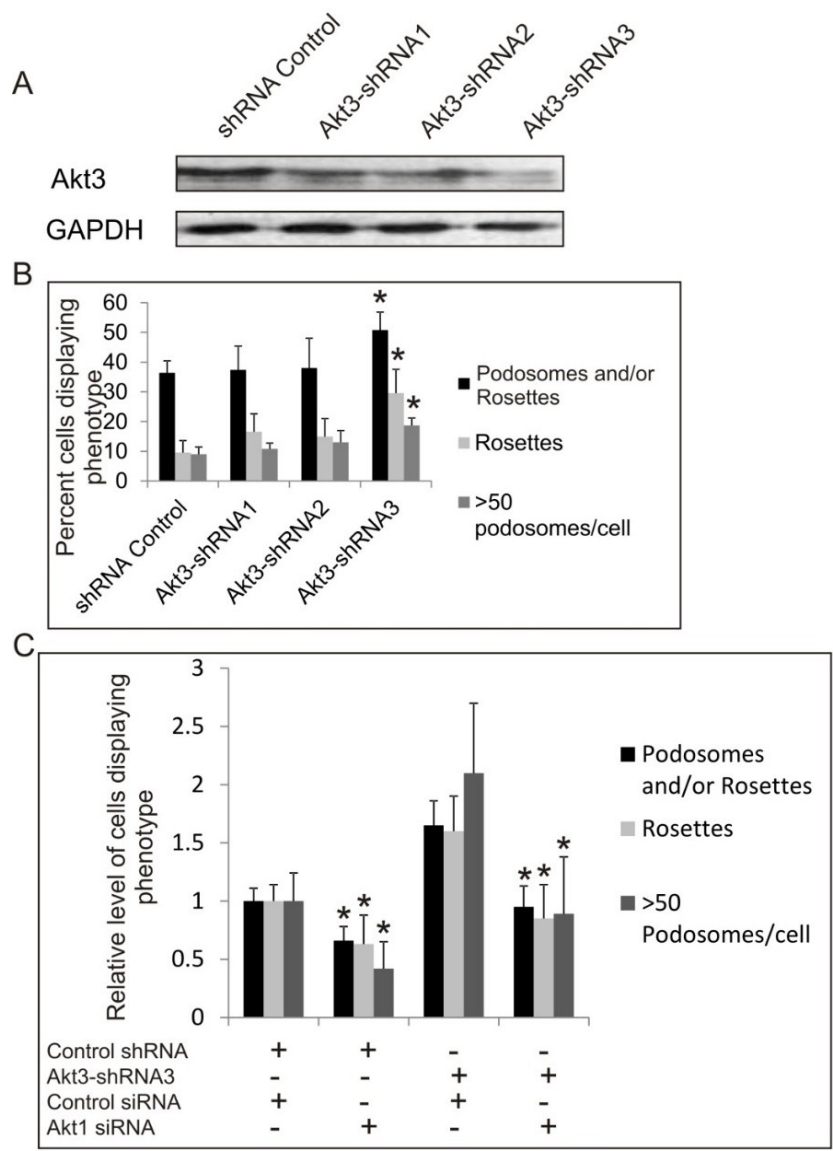 A
shRNA Control
Akt3-shRNA1
Akt3-shRNA2
Akt3-shRNA3
Akt3
GAPDH
B
Percent cells displaying
phenotype
60
50
40
30
20
10
0
*
*
*
shRNA Control
Akt3-shRNA1
Akt3-shRNA2
Akt3-shRNA3
Podosomes and/or
Rosettes
Rosettes
>50
podosomes/cell
C
Relative level of cells displaying
phenotype
3
2.5
2
1.5
1
0.5
0
* * *
* * *
Podosomes
and/or Rosettes
Rosettes
>50
Podosomes/cell
Control shRNA + + - -
Akt3-shRNA3 - - + +
Control siRNA + - + -
Akt1 siRNA - + - +